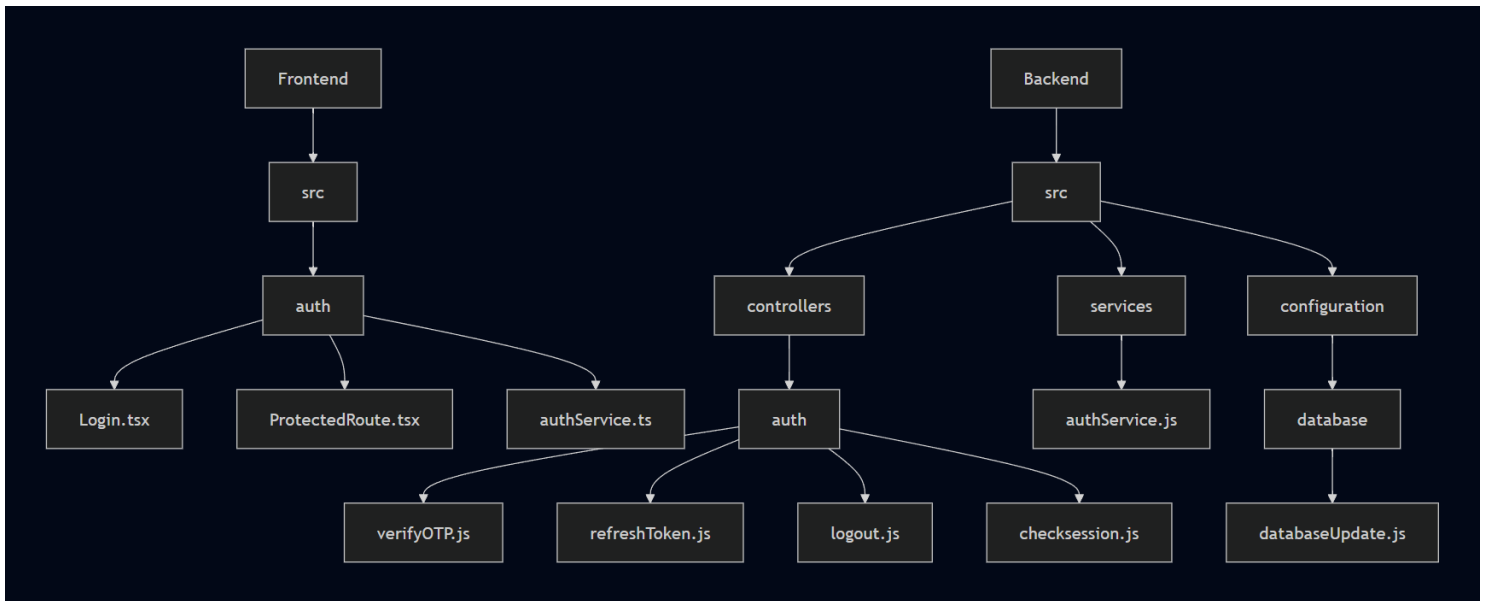 Frontend
Backend
src
src
auth
controllers
services
configuration
Login.tsx
ProtectedRoute.tsx
authService.ts
auth
authService.js
database
verifyOTP.js
refreshToken.js
logout.js
checksession.js
databaseUpdate.js